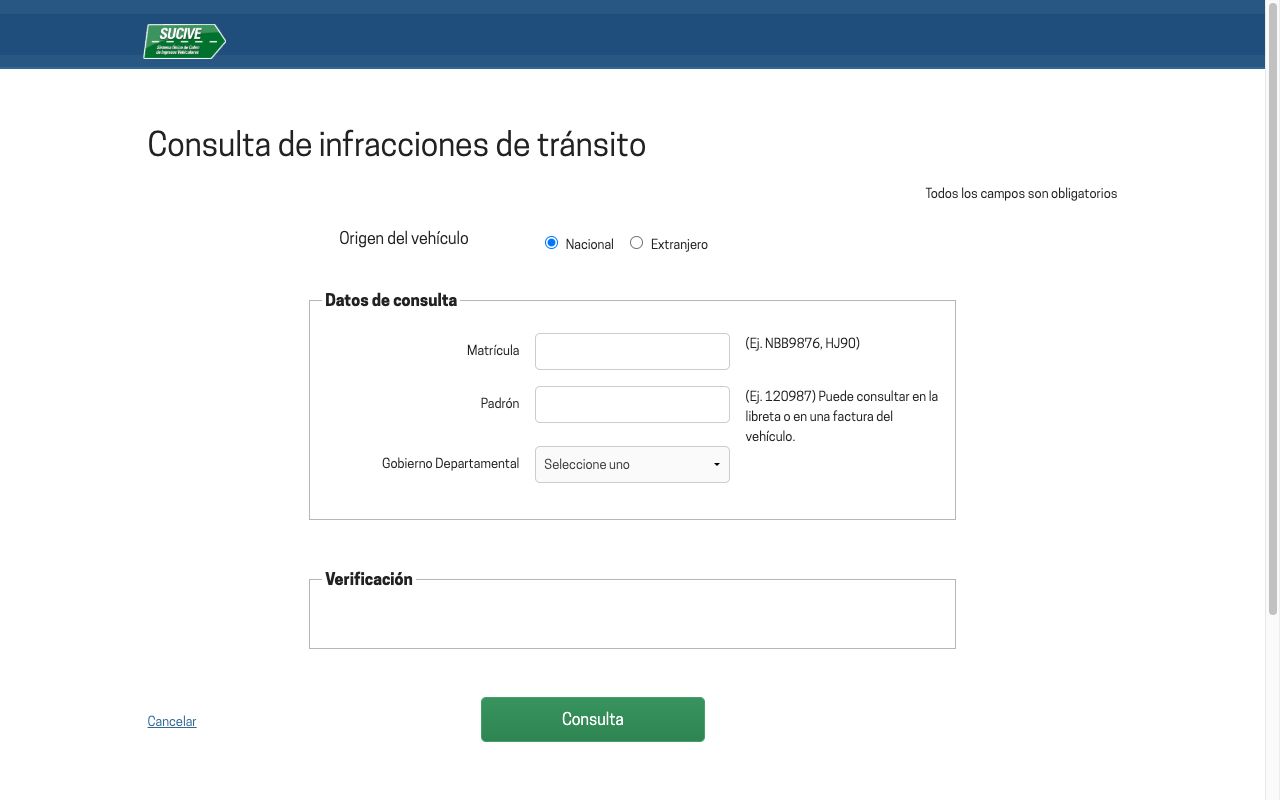 SUCIVE
Sistema Único de Cobro
de Ingresos Vehiculares
Consulta de infracciones de tránsito
Todos los campos son obligatorios
Origen del vehículo
Nacional
Extranjero
Datos de consulta
Matrícula
(Ej. NBB9876, HJ90)
Padrón
(Ej. 120987) Puede consultar en la
libreta o en una factura del
vehículo.
Gobierno Departamental
Seleccione uno
Verificación
Cancelar
Consulta